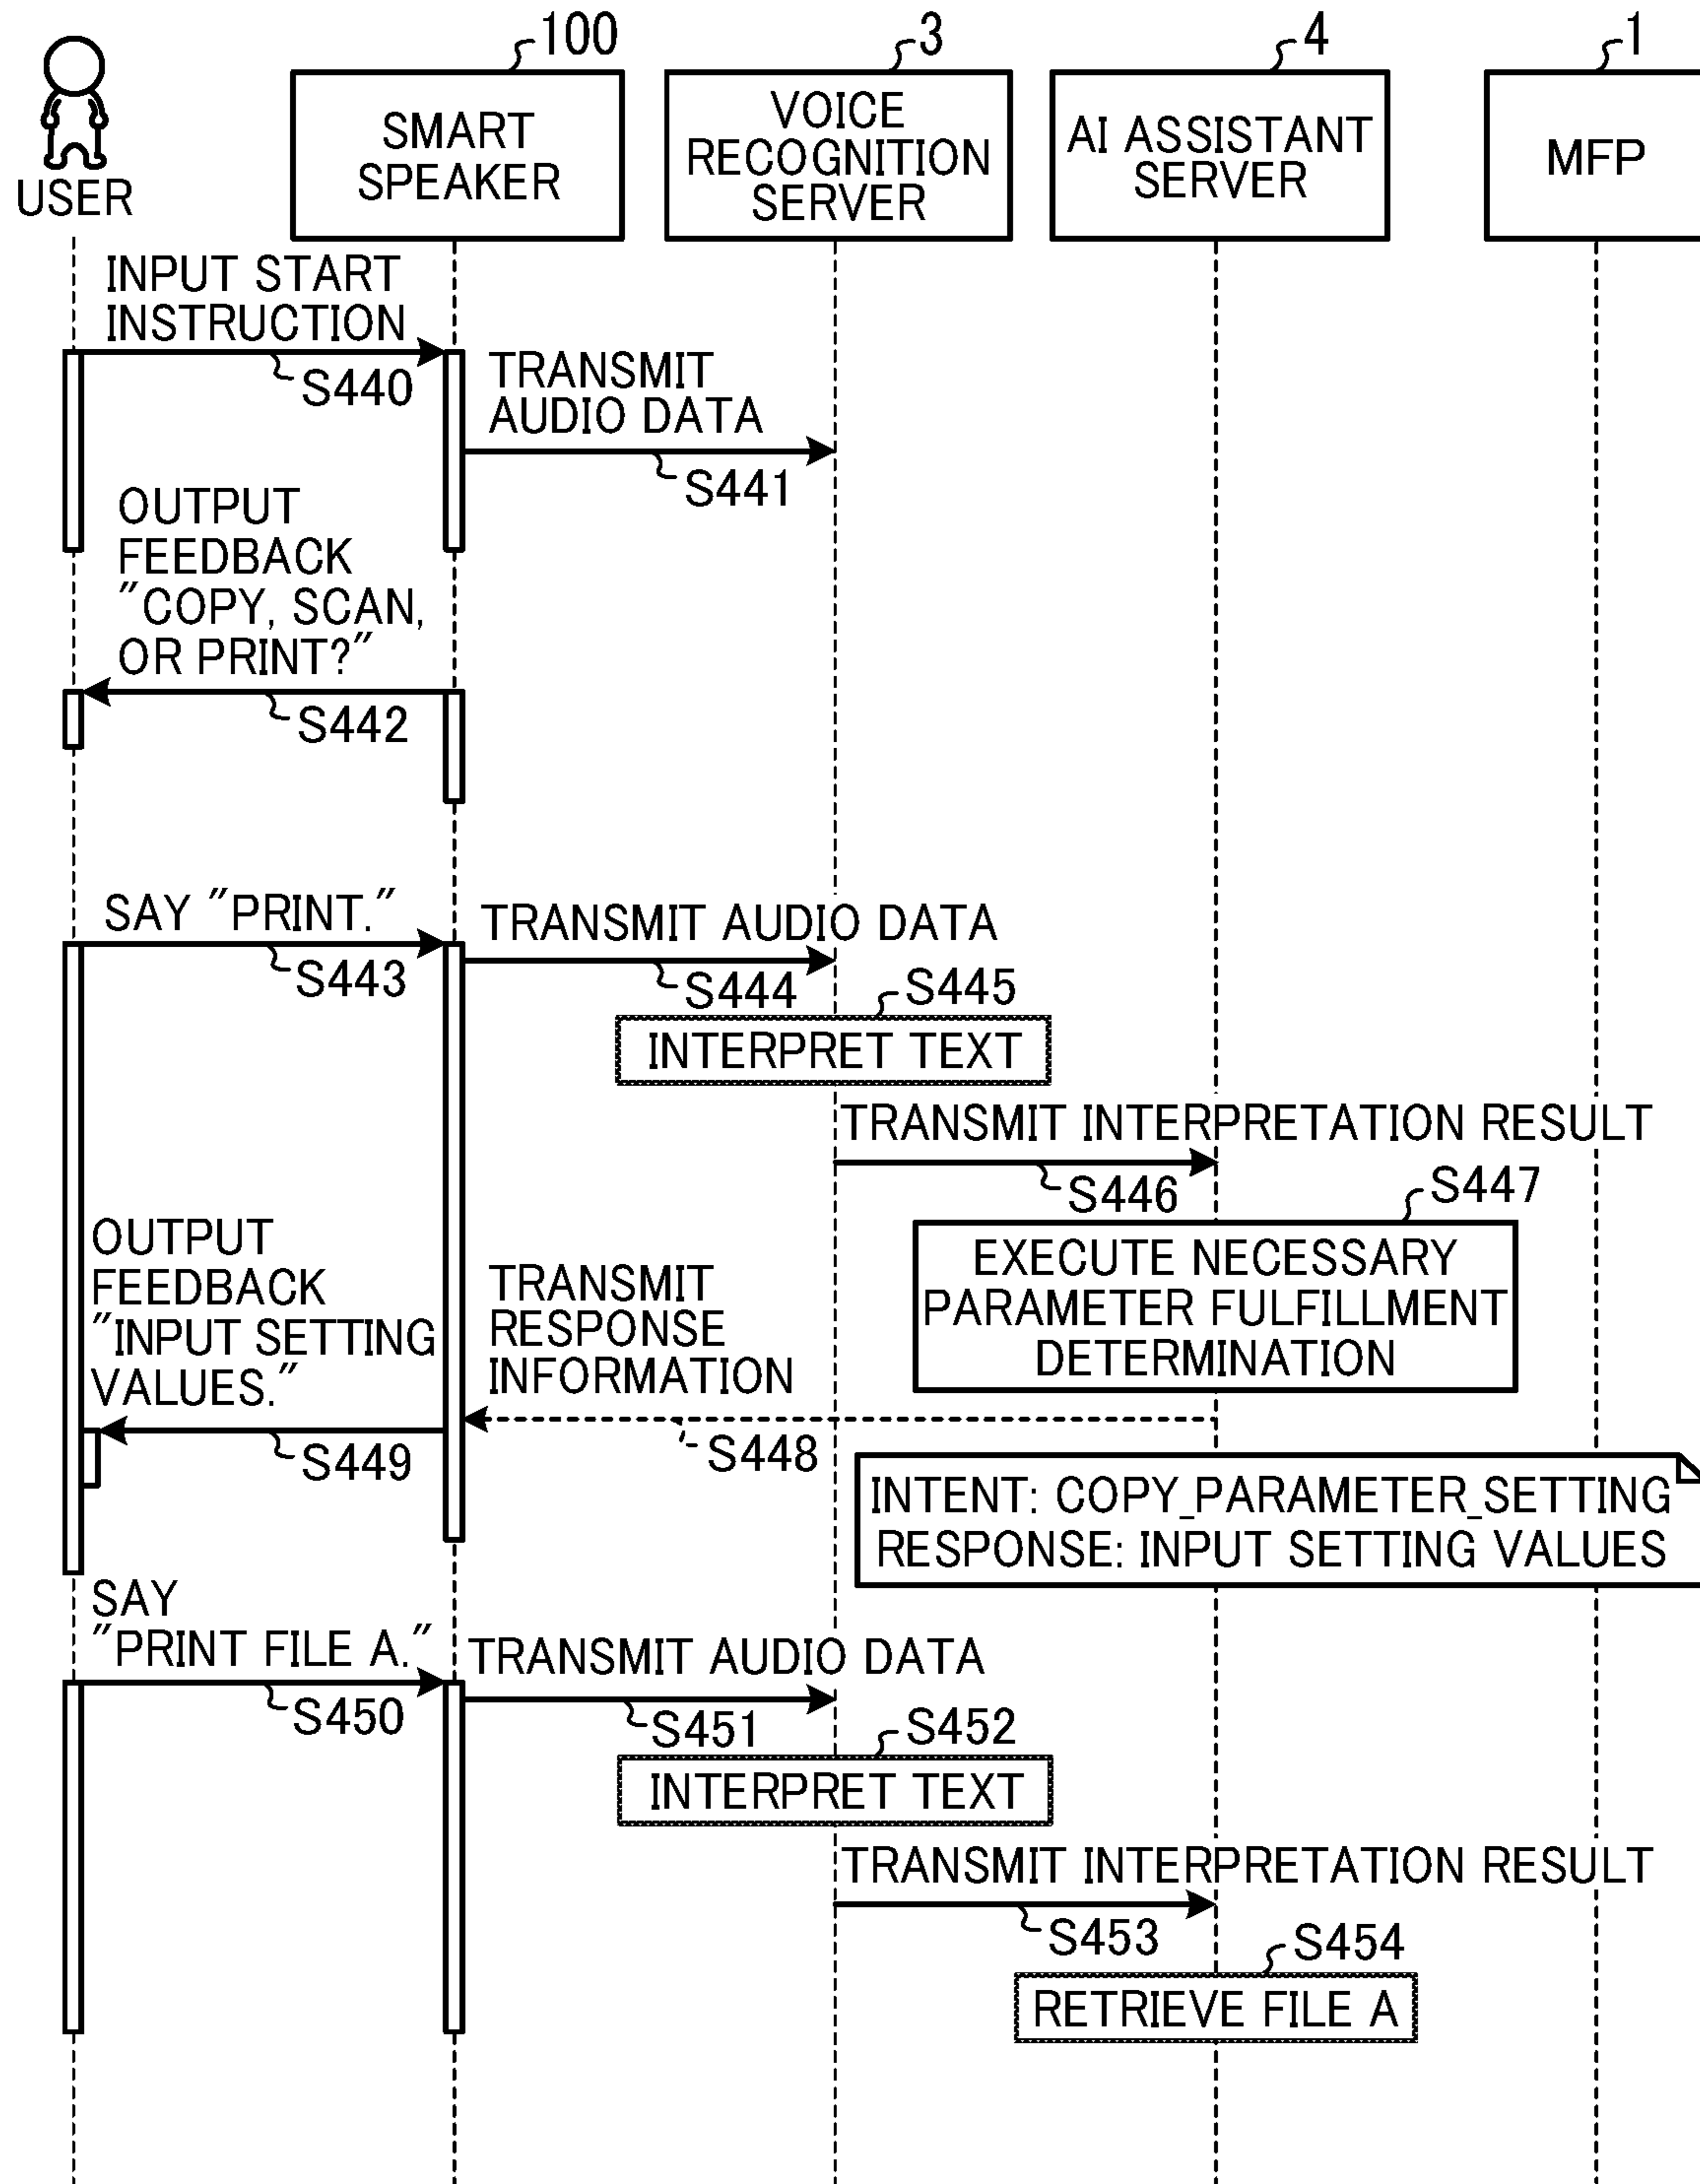 100
3
4
1
USER
SMART
SPEAKER
VOICE
RECOGNITION
SERVER
AI ASSISTANT
SERVER
MFP
INPUT START
INSTRUCTION
S440
TRANSMIT
AUDIO DATA
S441
OUTPUT
FEEDBACK
"COPY, SCAN,
OR PRINT?"
S442
SAY "PRINT."
S443
TRANSMIT AUDIO DATA
S444
S445
INTERPRET TEXT
TRANSMIT INTERPRETATION RESULT
S446
S447
EXECUTE NECESSARY
PARAMETER FULFILLMENT
DETERMINATION
TRANSMIT
RESPONSE
INFORMATION
S448
OUTPUT
FEEDBACK
"INPUT SETTING
VALUES."
S449
INTENT: COPY_PARAMETER_SETTING
RESPONSE: INPUT SETTING VALUES
SAY
"PRINT FILE A."
S450
TRANSMIT AUDIO DATA
S451
S452
INTERPRET TEXT
TRANSMIT INTERPRETATION RESULT
S453
S454
RETRIEVE FILE A